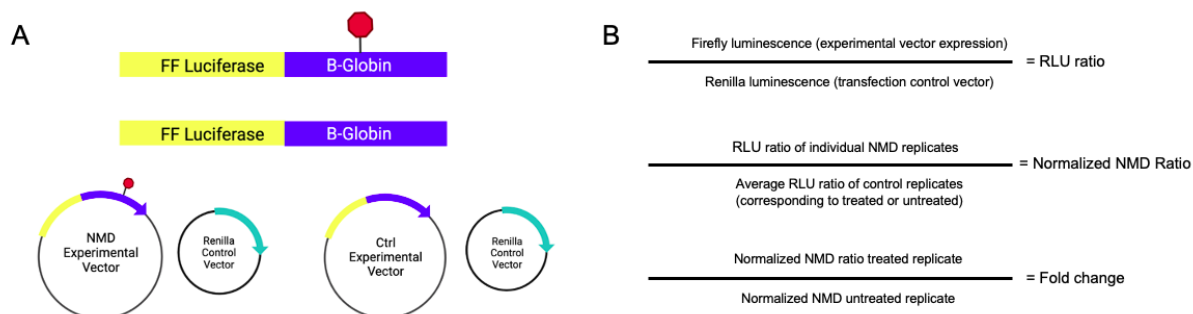 A
FF Luciferase B-Globin
FF Luciferase B-Globin
NMD
Experimental
Vector
Renilla
Control
Vector
Ctrl
Experimental
Vector
Renilla
Control
Vector
B
Firefly luminescence (experimental vector expression)
Renilla luminescence (transfection control vector)
= RLU ratio
RLU ratio of individual NMD replicates
Average RLU ratio of control replicates
(corresponding to treated or untreated)
= Normalized NMD Ratio
Normalized NMD ratio treated replicate
Normalized NMD untreated replicate
= Fold change